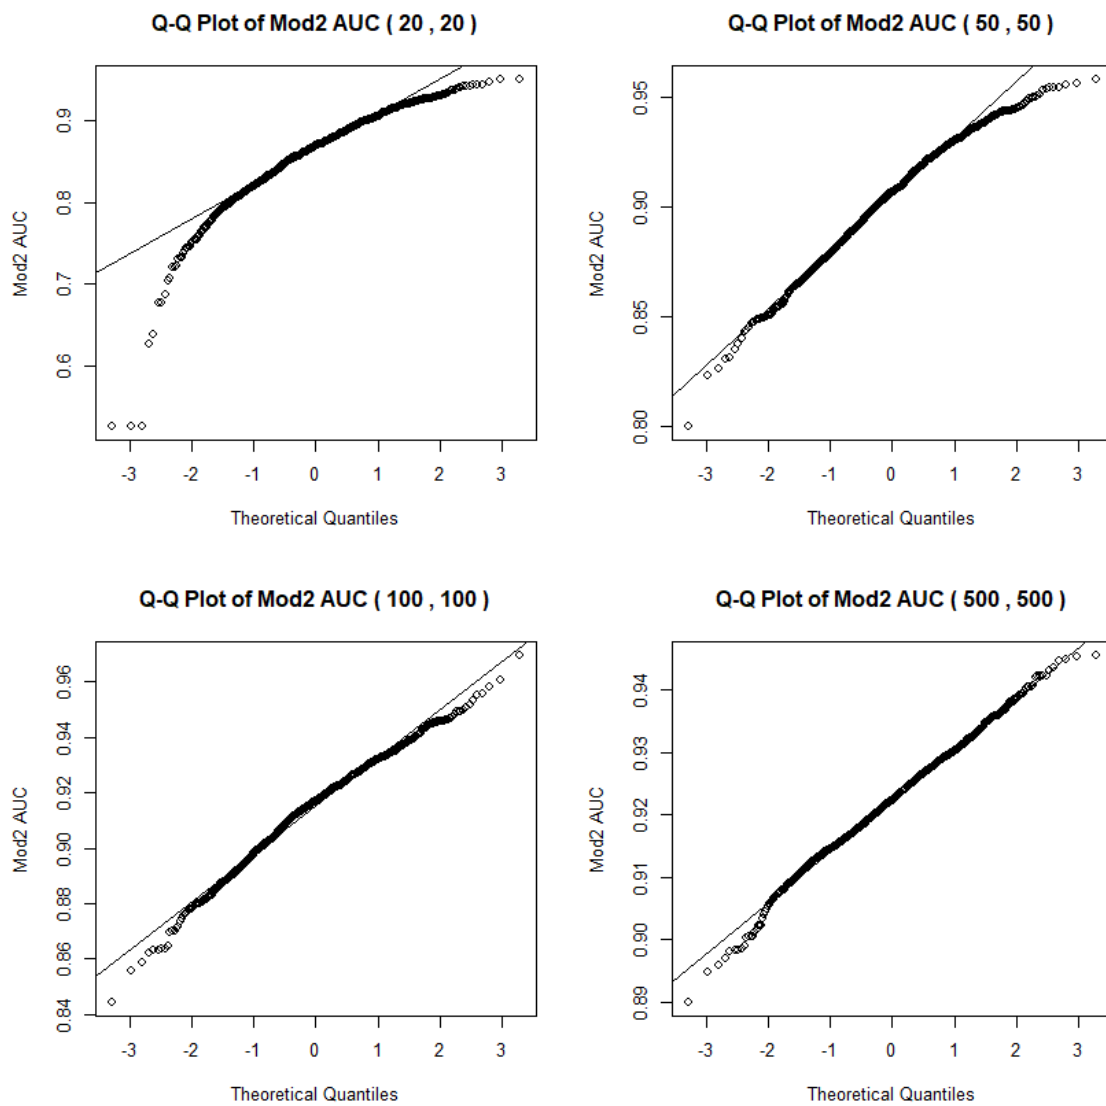 Q-Q Plot of Mod2 AUC ( 20 , 20 )
Mod2 AUC
0.9
0.8
0.7
0.6
-3 -2 -1 0 1 2 3
Theoretical Quantiles
Q-Q Plot of Mod2 AUC ( 50 , 50 )
Mod2 AUC
0.95
0.90
0.85
0.80
-3 -2 -1 0 1 2 3
Theoretical Quantiles
Q-Q Plot of Mod2 AUC ( 100 , 100 )
Mod2 AUC
0.96
0.94
0.92
0.90
0.88
0.86
0.84
-3 -2 -1 0 1 2 3
Theoretical Quantiles
Q-Q Plot of Mod2 AUC ( 500 , 500 )
Mod2 AUC
0.94
0.93
0.92
0.91
0.90
0.89
-3 -2 -1 0 1 2 3
Theoretical Quantiles